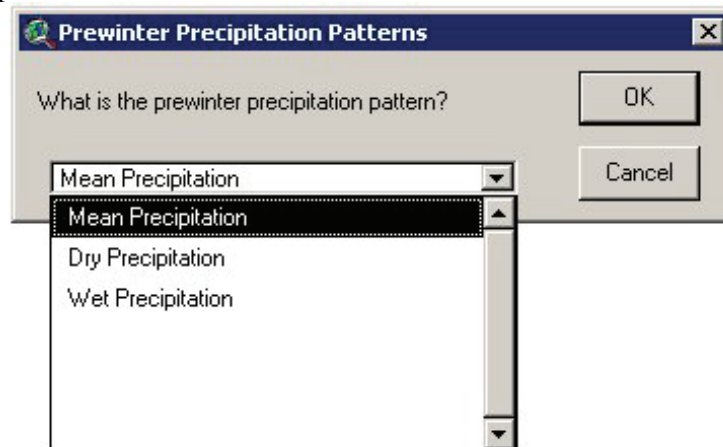 Prewinter Precipitation Patterns
What is the prewinter precipitation pattern?
OK
Cancel
Mean Precipitation
Mean Precipitation
Dry Precipitation
Wet Precipitation